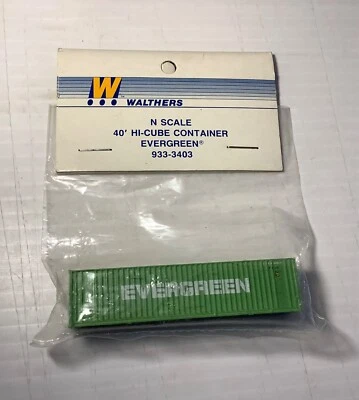 W
WALTHERS
N SCALE
40' HI-CUBE CONTAINER
EVERGREEN®
933-3403
EVERGREEN